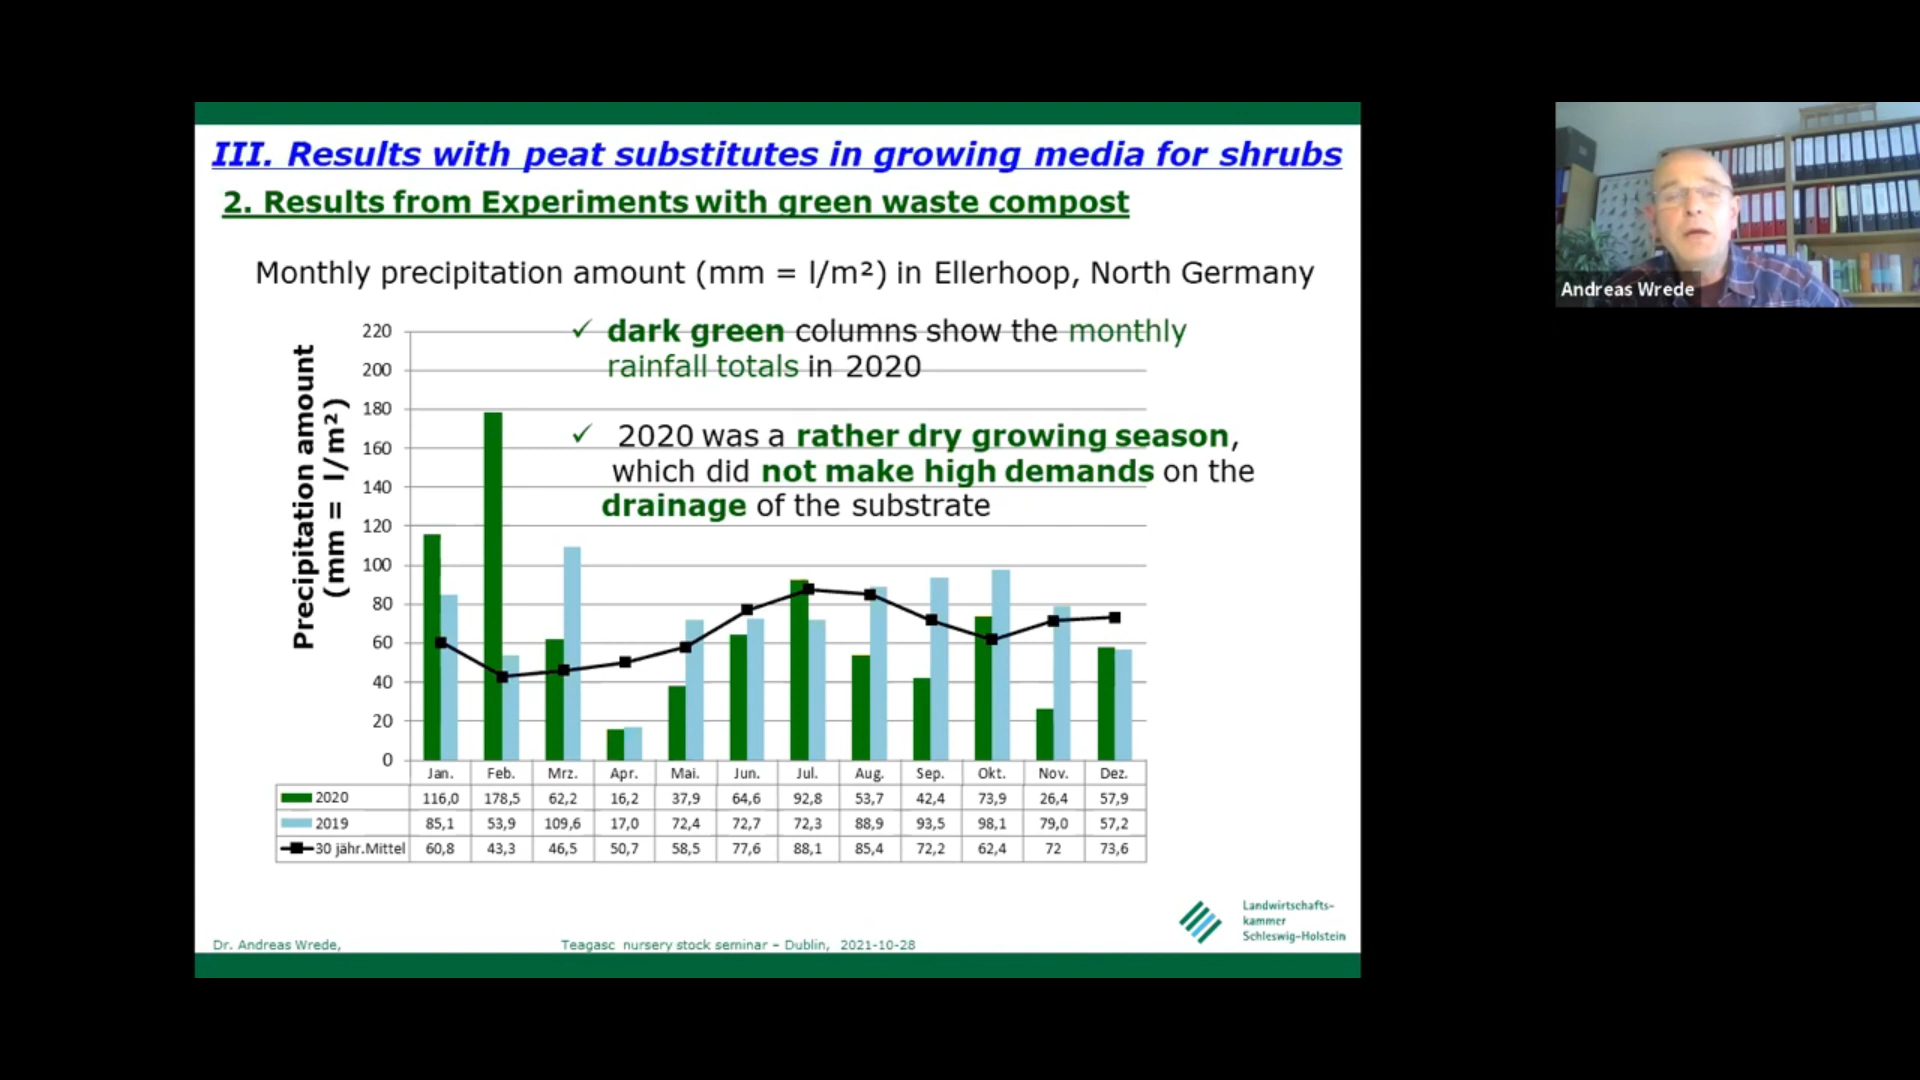 III. Results with peat substitutes in growing media for shrubs
2. Results from Experiments with green waste compost
Monthly precipitation amount (mm = l/m²) in Ellerhoop, North Germany
✓ dark green columns show the monthly
rainfall totals in 2020
✓ 2020 was a rather dry growing season,
which did not make high demands on the
drainage of the substrate
Precipitation amount
(mm = l/m²)
220
200
180
160
140
120
100
80
60
40
20
0
Jan. Feb. Mrz. Apr. Mai. Jun. Jul. Aug. Sep. Okt. Nov. Dez.
2020 116,0 178,5 62,2 16,2 37,9 64,6 92,8 53,7 42,4 73,9 26,4 57,9
2019 85,1 53,9 109,6 17,0 72,4 72,7 72,3 88,9 93,5 98,1 79,0 57,2
30 jähr.Mittel 60,8 43,3 46,5 50,7 58,5 77,6 88,1 85,4 72,2 62,4 72 73,6
Landwirtschafts-
kammer
Schleswig-Holstein
Dr. Andreas Wrede, Teagasc nursery stock seminar – Dublin, 2021-10-28
Andreas Wrede